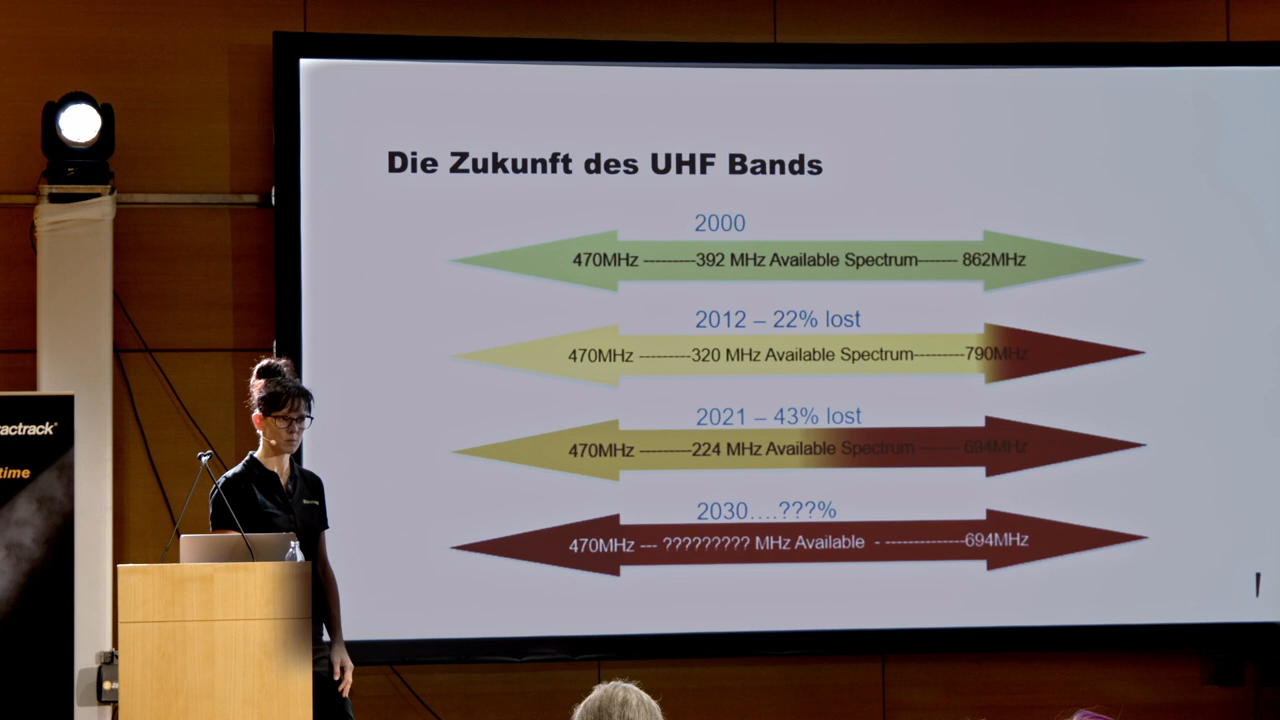 Die Zukunft des UHF Bands
2000
470MHz ---------392 MHz Available Spectrum------- 862MHz
2012 – 22% lost
470MHz ---------320 MHz Available Spectrum---------790MHz
2021 – 43% lost
470MHz ---------224 MHz Available Spectrum ------- 694MHz
2030....???%
470MHz --- ????????? MHz Available - --------------694MHz
actrack®
time